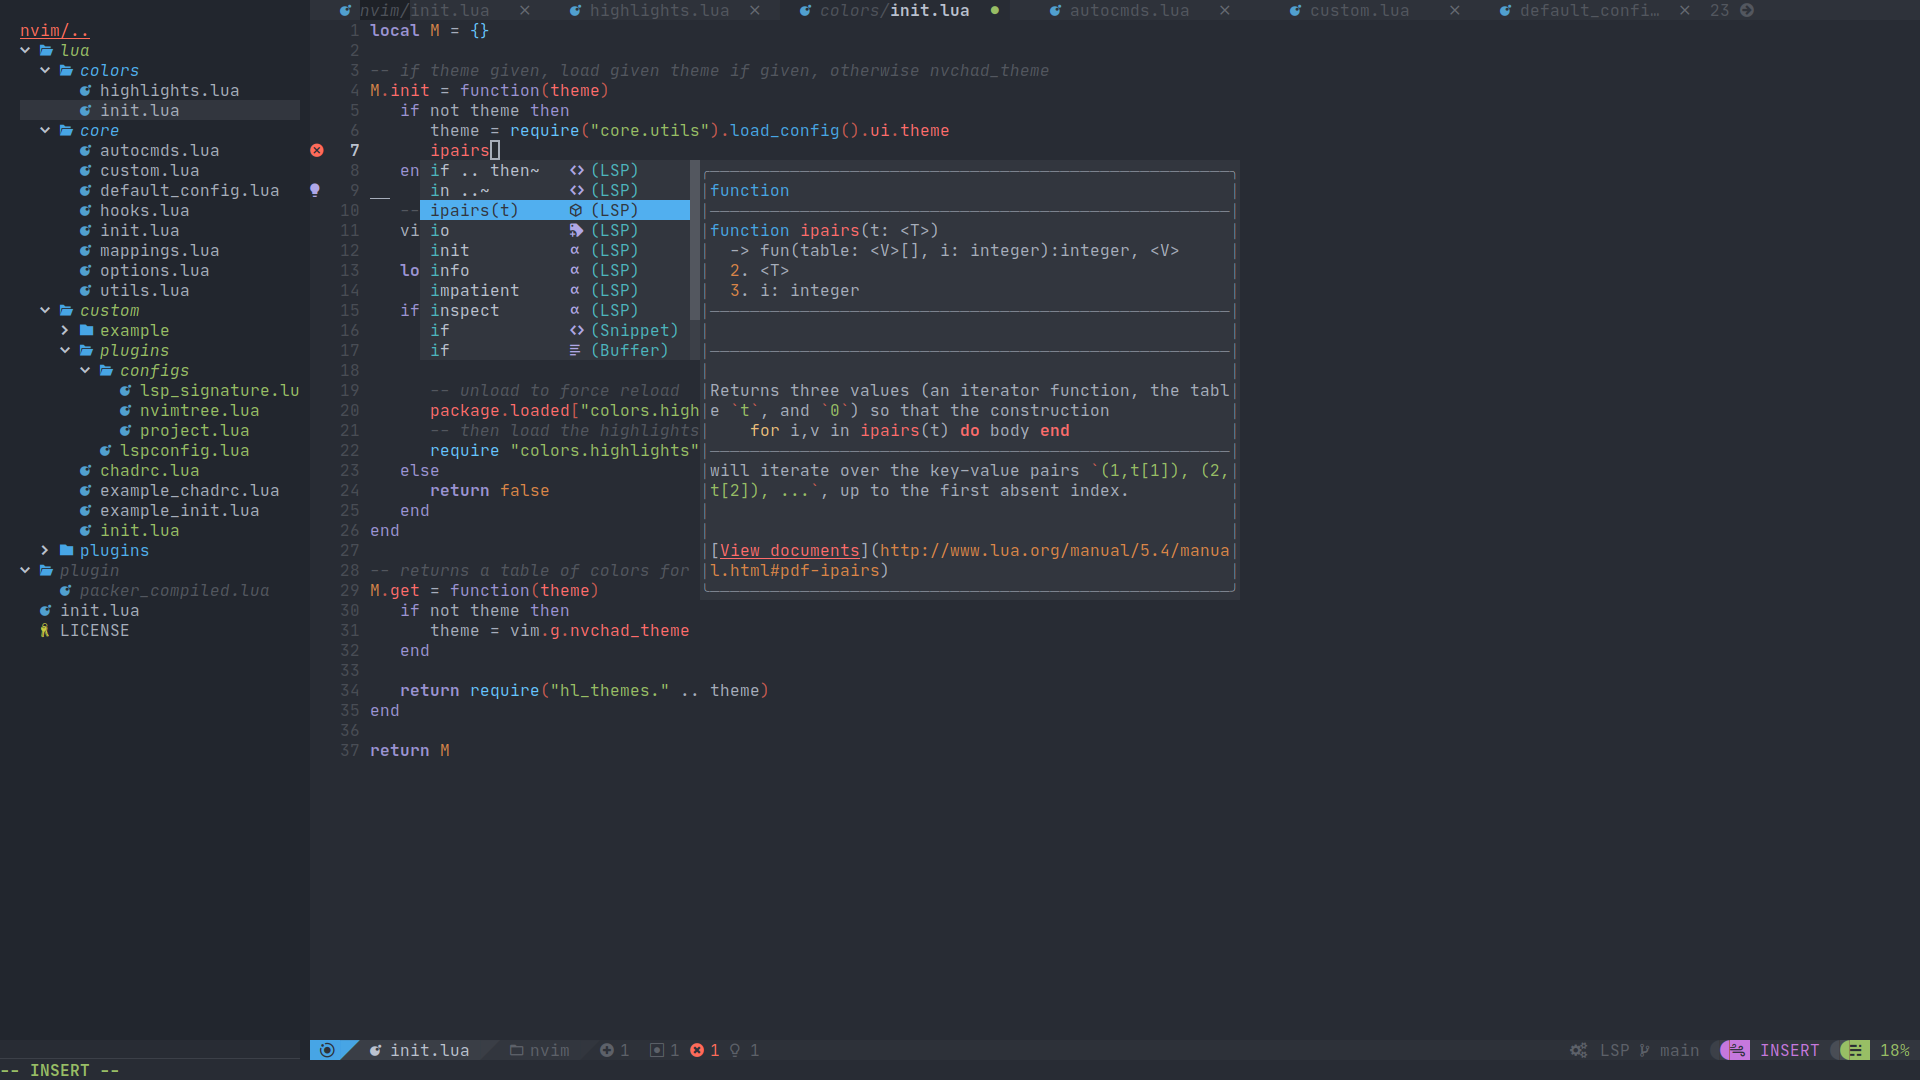 nvim/init.lua highlights.lua colors/init.lua autocmds.lua custom.lua default_confi… 23
nvim/..
lua
colors
highlights.lua
init.lua
core
autocmds.lua
custom.lua
default_config.lua
hooks.lua
init.lua
mappings.lua
options.lua
utils.lua
custom
example
plugins
configs
lsp_signature.lu
nvimtree.lua
project.lua
lspconfig.lua
chadrc.lua
example_chadrc.lua
example_init.lua
init.lua
plugins
plugin
packer_compiled.lua
init.lua
LICENSE
1 local M = {}
2
3 -- if theme given, load given theme if given, otherwise nvchad_theme
4 M.init = function(theme)
5 if not theme then
6 theme = require("core.utils").load_config().ui.theme
7 ipairs
8 en
9
10 --
11 vi
12
13 lo
14
15 if
16
17
18
19 -- unload to force reload
20 package.loaded["colors.high
21 -- then load the highlights
22 require "colors.highlights"
23 else
24 return false
25 end
26 end
27
28 -- returns a table of colors for
29 M.get = function(theme)
30 if not theme then
31 theme = vim.g.nvchad_theme
32 end
33
34 return require("hl_themes." .. theme)
35 end
36
37 return M
if .. then~ <> (LSP)
in ..~ <> (LSP)
ipairs(t) (LSP)
io (LSP)
init α (LSP)
info α (LSP)
impatient α (LSP)
inspect α (LSP)
if <> (Snippet)
if (Buffer)
function
function ipairs(t: <T>)
-> fun(table: <V>[], i: integer):integer, <V>
2. <T>
3. i: integer
Returns three values (an iterator function, the tabl
e `t`, and `0`) so that the construction
for i,v in ipairs(t) do body end
will iterate over the key-value pairs `(1,t[1]), (2,
t[2]), ...`, up to the first absent index.
[View documents](http://www.lua.org/manual/5.4/manua
l.html#pdf-ipairs)
init.lua nvim 1 1 1 1 LSP main INSERT 18%
-- INSERT --